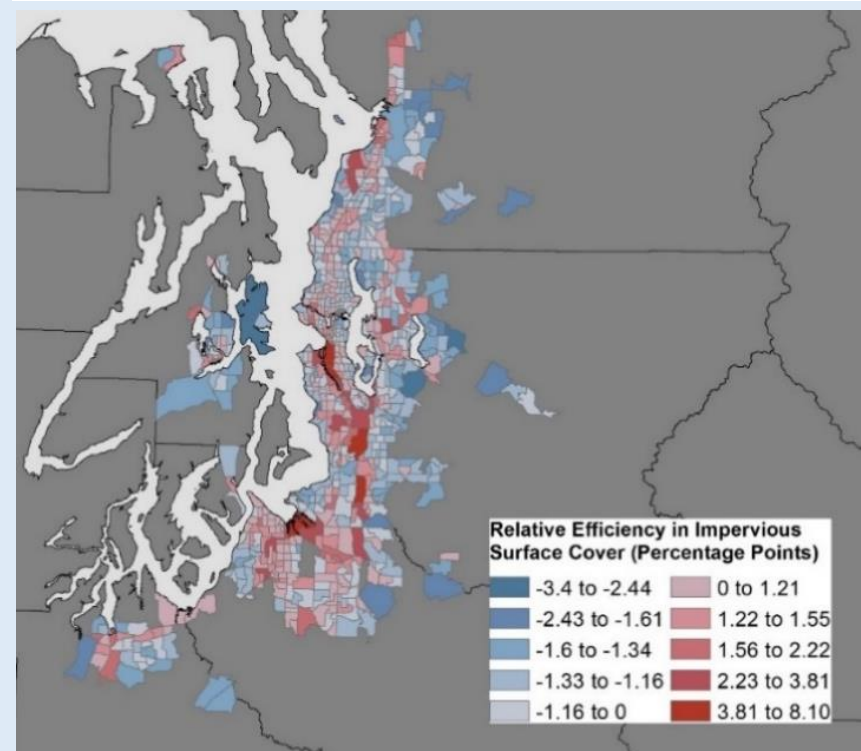 Relative Efficiency in Impervious
Surface Cover (Percentage Points)
-3.4 to -2.44 0 to 1.21
-2.43 to -1.61 1.22 to 1.55
-1.6 to -1.34 1.56 to 2.22
-1.33 to -1.16 2.23 to 3.81
-1.16 to 0 3.81 to 8.10